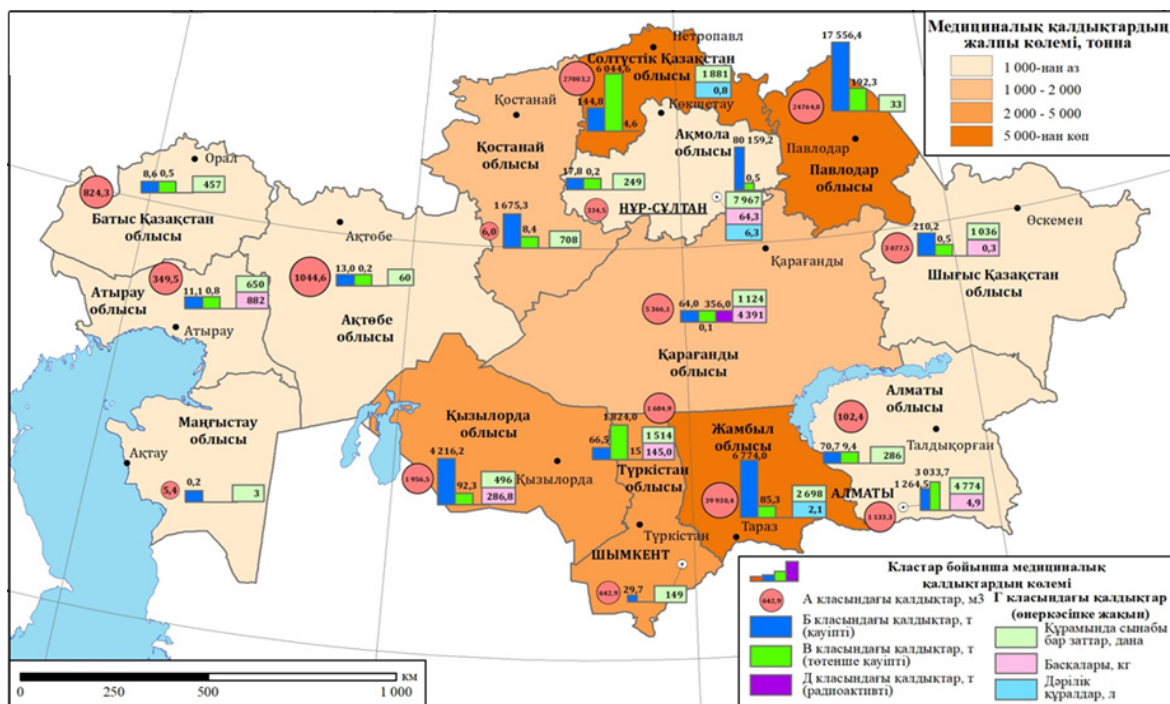 Медициналық қалдықтардың
жалпы көлемі, тонна
1 000-нан аз
1 000 - 2 000
2 000 - 5 000
5 000-нан көп
Нетропавл
Солтүстік Қазақстан
облысы
27003,2
6 044,6
144,8
4,6
1 881
0,8
Көкшетау
17 556,4
102,3
33
24764,0
Павлодар
Павлодар
облысы
Қостанай
Қостанай
облысы
1 675,3
6,0
8,4
708
Ақмола
облысы
17,8 0,2
249
334,5
НҰР-СҰЛТАН
80 159,2
0,5
7 967
64,3
6,3
Орал
8,6 0,5
457
824,3
Батыс Қазақстан
облысы
Ақтөбе
13,0 0,2
60
1044,6
Ақтөбе
облысы
349,5
11,1 0,8
650
882
Атырау
облысы
Атырау
Өскемен
210,2
0,5
1 036
0,3
3 077,5
Шығыс Қазақстан
облысы
Қарағанды
64,0 356,0
0,1
1 124
4 391
5 366,1
Қарағанды
облысы
Маңғыстау
облысы
Ақтау
5,4
0,2
3
Қызылорда
облысы
4 216,2
92,3
496
286,8
1 956,5
Қызылорда
1 684,9
1 824,0
66,5
15
1 514
145,0
Түркістан
облысы
Түркістан
Жамбыл
облысы
6 774,0
85,3
2 698
2,1
39 930,4
Тараз
Алматы
облысы
102,4
70,7 9,4
286
Талдықорған
АЛМАТЫ
3 033,7
1 264,5
4 774
4,9
1 133,3
ШЫМКЕНТ
642,9
29,7
149
Кластар бойынша медициналық
қалдықтардың көлемі
642,9
А класындағы қалдықтар, м3
Б класындағы қалдықтар, т
(қауіпті)
В класындағы қалдықтар, т
(төтенше қауіпті)
Д класындағы қалдықтар, т
(радиоактивті)
Г класындағы қалдықтар
(өнеркәсіпке жақын)
Құрамында сынабы
бар заттар, дана
Басқалары, кг
Дәрілік
құралдар, л
0
250
500
1 000
км